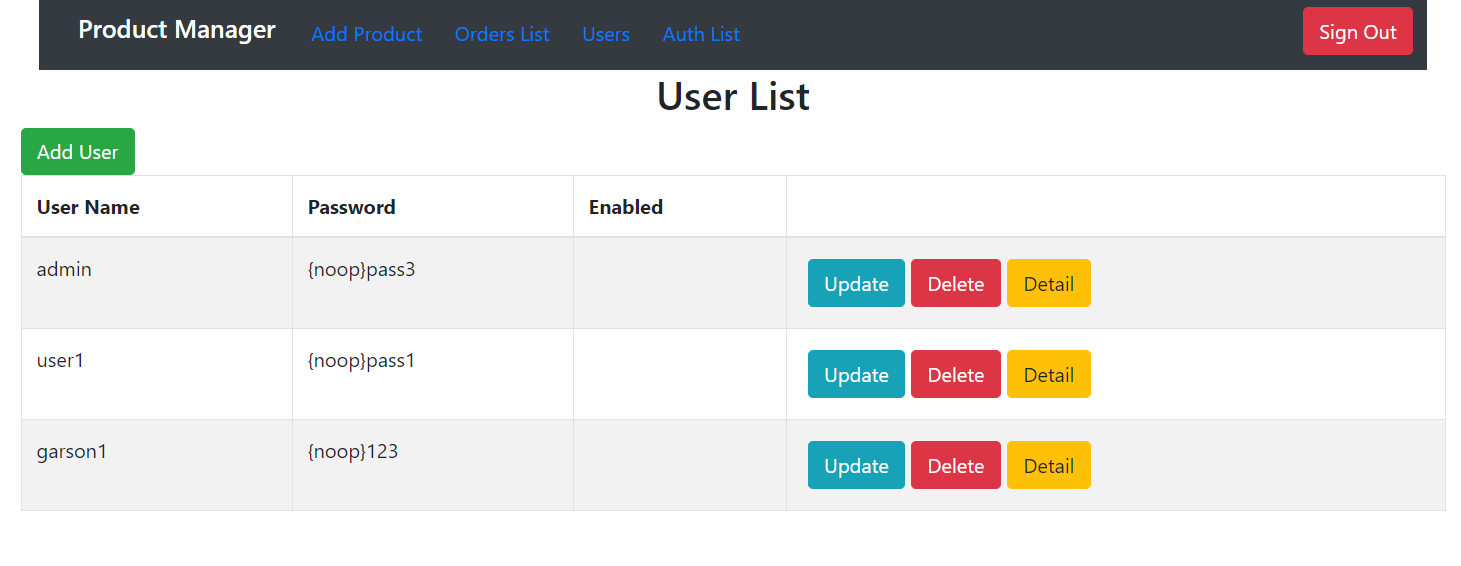 Product Manager Add Product Orders List Users Auth List Sign Out
User List
Add User
User Name Password Enabled
admin {noop}pass3 Update Delete Detail
user1 {noop}pass1 Update Delete Detail
garson1 {noop}123 Update Delete Detail